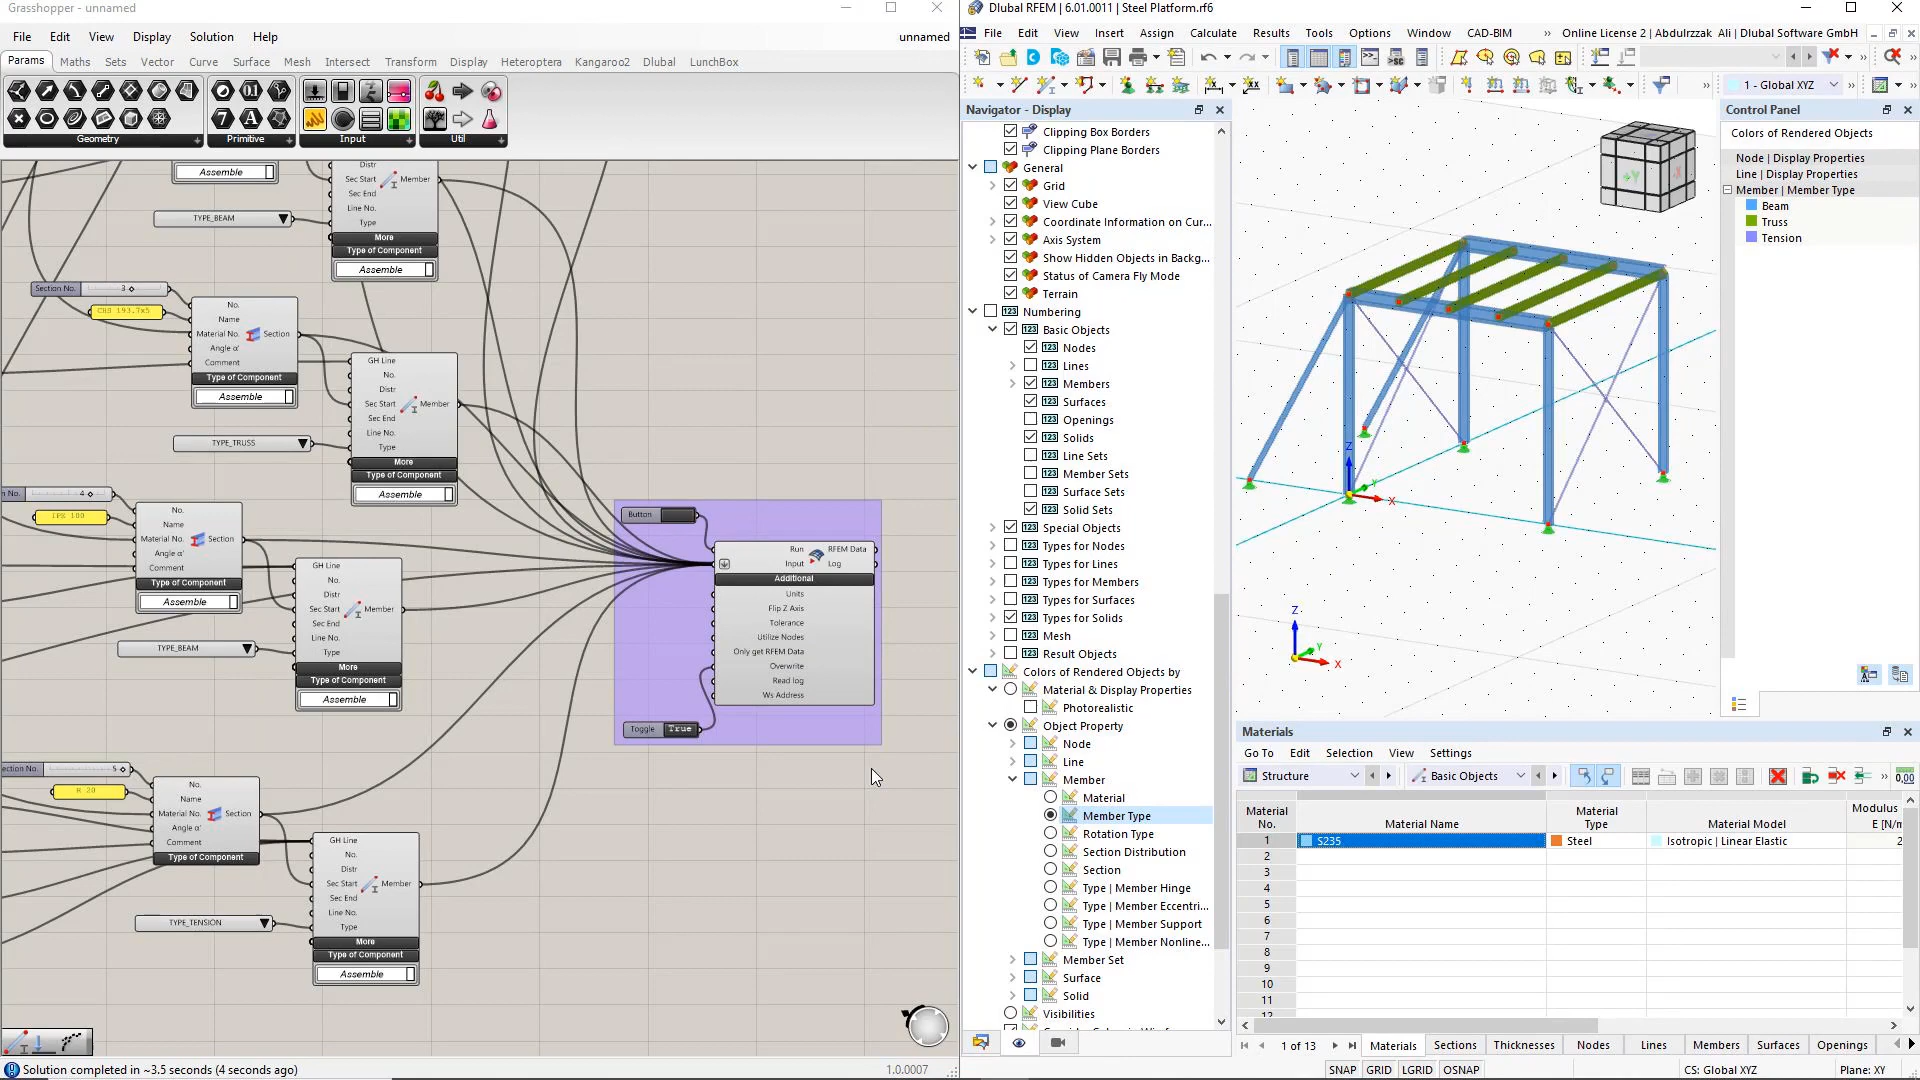 Grasshopper - unnamed
File Edit View Display Solution Help unnamed
Params Maths Sets Vector Curve Surface Mesh Intersect Transform Display Heteroptera Kangaroo2 Dlubal LunchBox
Geometry Primitive Input Util
Assemble
TYPE_BEAM
Distr
Sec Start Member
Sec End
Line No.
Type
More
Type of Component
Assemble
Section No. 3
CHS 193.7x5
No.
Name
Material No. Section
Angle α'
Comment
Type of Component
Assemble
GH Line
No.
Distr
Sec Start Member
Sec End
Line No.
Type
More
Type of Component
Assemble
TYPE_TRUSS
n No. 4
IPE 100
No.
Name
Material No. Section
Angle α'
Comment
Type of Component
Assemble
GH Line
No.
Distr
Sec Start Member
Sec End
Line No.
Type
More
Type of Component
Assemble
TYPE_BEAM
Button
Run RFEM Data
Input Log
Additional
Units
Flip Z Axis
Tolerance
Utilize Nodes
Only get RFEM Data
Overwrite
Read log
Ws Address
Toggle True
ection No. 5
R 20
No.
Name
Material No. Section
Angle α'
Comment
Type of Component
GH Line
No.
Distr
Sec Start Member
Sec End
Line No.
Type
More
Type of Component
Assemble
TYPE_TENSION
Solution completed in ~3.5 seconds (4 seconds ago) 1.0.0007
Dlubal RFEM | 6.01.0011 | Steel Platform.rf6
File Edit View Insert Assign Calculate Results Tools Options Window CAD-BIM » Online License 2 | Abdulrzzak Ali | Dlubal Software GmbH
1 - Global XYZ
Navigator - Display
Clipping Box Borders
Clipping Plane Borders
General
Grid
View Cube
Coordinate Information on Cur...
Axis System
Show Hidden Objects in Backg...
Status of Camera Fly Mode
Terrain
Numbering
Basic Objects
Nodes
Lines
Members
Surfaces
Openings
Solids
Line Sets
Member Sets
Surface Sets
Solid Sets
Special Objects
Types for Nodes
Types for Lines
Types for Members
Types for Surfaces
Types for Solids
Mesh
Result Objects
Colors of Rendered Objects by
Material & Display Properties
Photorealistic
Object Property
Node
Line
Member
Material
Member Type
Rotation Type
Section Distribution
Section
Type | Member Hinge
Type | Member Eccentri...
Type | Member Support
Type | Member Nonline...
Member Set
Surface
Solid
Visibilities
+Y
Z
Y
X
Z
Y
X
Control Panel
Colors of Rendered Objects
Node | Display Properties
Line | Display Properties
Member | Member Type
Beam
Truss
Tension
Materials
Go To Edit Selection View Settings
Structure Basic Objects » 0,00
Material No. Material Name Material Type Material Model Modulus E [N/m
1 S235 Steel Isotropic | Linear Elastic 2
2
3
4
5
6
7
8
9
10
11
12
1 of 13 Materials Sections Thicknesses Nodes Lines Members Surfaces Openings
SNAP GRID LGRID OSNAP CS: Global XYZ Plane: XY